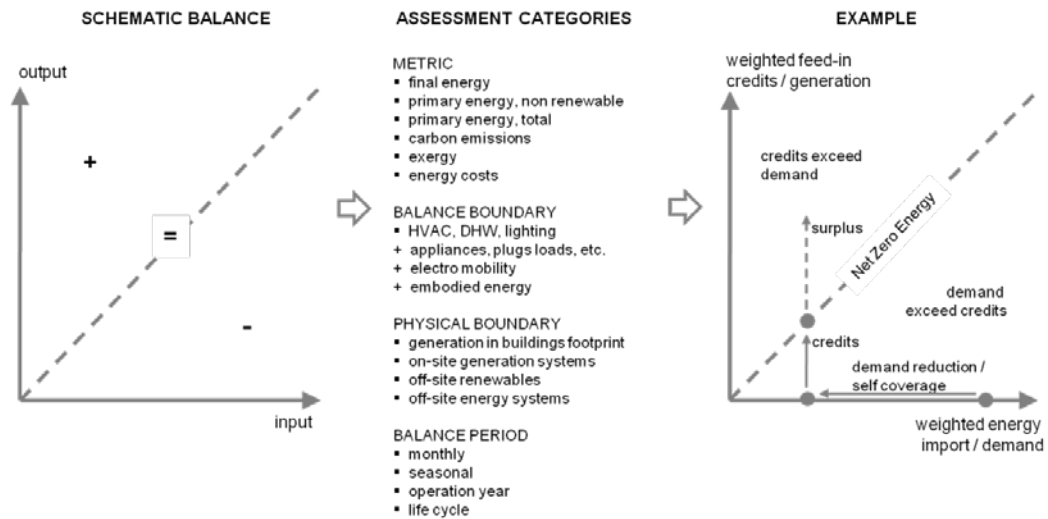 SCHEMATIC BALANCE
output
+
=
-
input
ASSESSMENT CATEGORIES
METRIC
▪ final energy
▪ primary energy, non renewable
▪ primary energy, total
▪ carbon emissions
▪ exergy
▪ energy costs
BALANCE BOUNDARY
▪ HVAC, DHW, lighting
+ appliances, plugs loads, etc.
+ electro mobility
+ embodied energy
PHYSICAL BOUNDARY
▪ generation in buildings footprint
▪ on-site generation systems
▪ off-site renewables
▪ off-site energy systems
BALANCE PERIOD
▪ monthly
▪ seasonal
▪ operation year
▪ life cycle
EXAMPLE
weighted feed-in
credits / generation
credits exceed
demand
surplus
Net Zero Energy
demand
exceed credits
credits
demand reduction /
self coverage
weighted energy
import / demand